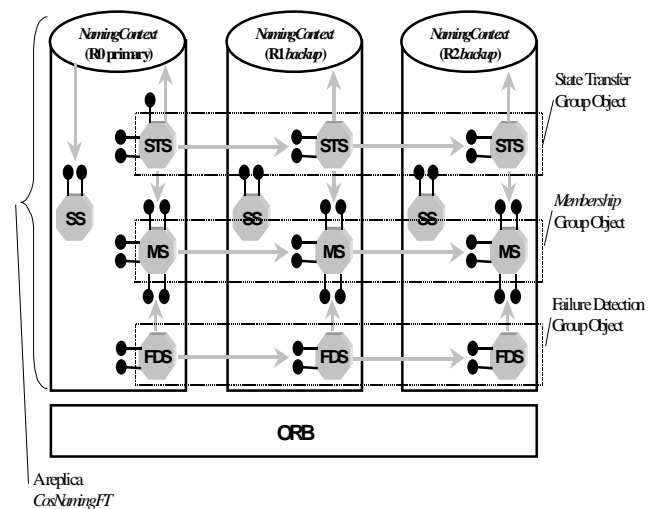 NamingContext
(R0 primary)
NamingContext
(R1 backup)
NamingContext
(R2 backup)
State Transfer
Group Object
STS
STS
STS
SS
SS
SS
Membership
Group Object
MS
MS
MS
Failure Detection
Group Object
FDS
FDS
FDS
ORB
A replica
CosNamingFT